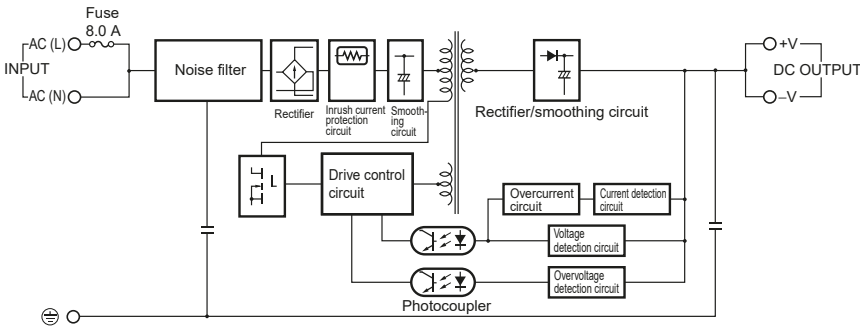 Fuse
8.0 A
AC (L)
INPUT
AC (N)
Noise filter
Rectifier
Inrush current
protection
circuit
Smooth-
ing
circuit
Rectifier/smoothing circuit
+V
DC OUTPUT
–V
Drive control
circuit
Overcurrent
circuit
Current detection
circuit
Voltage
detection circuit
Overvoltage
detection circuit
Photocoupler